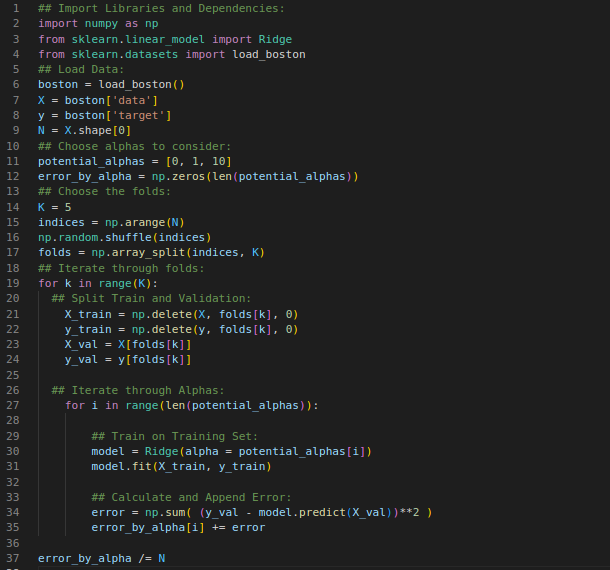 1 ## Import Libraries and Dependencies:
2 import numpy as np
3 from sklearn.linear_model import Ridge
4 from sklearn.datasets import load_boston
5 ## Load Data:
6 boston = load_boston()
7 X = boston['data']
8 y = boston['target']
9 N = X.shape[0]
10 ## Choose alphas to consider:
11 potential_alphas = [0, 1, 10]
12 error_by_alpha = np.zeros(len(potential_alphas))
13 ## Choose the folds:
14 K = 5
15 indices = np.arange(N)
16 np.random.shuffle(indices)
17 folds = np.array_split(indices, K)
18 ## Iterate through folds:
19 for k in range(K):
20   ## Split Train and Validation:
21     X_train = np.delete(X, folds[k], 0)
22     y_train = np.delete(y, folds[k], 0)
23     X_val = X[folds[k]]
24     y_val = y[folds[k]]
25
26   ## Iterate through Alphas:
27     for i in range(len(potential_alphas)):
28
29         ## Train on Training Set:
30         model = Ridge(alpha = potential_alphas[i])
31         model.fit(X_train, y_train)
32
33         ## Calculate and Append Error:
34         error = np.sum( (y_val - model.predict(X_val))**2 )
35         error_by_alpha[i] += error
36
37 error_by_alpha /= N